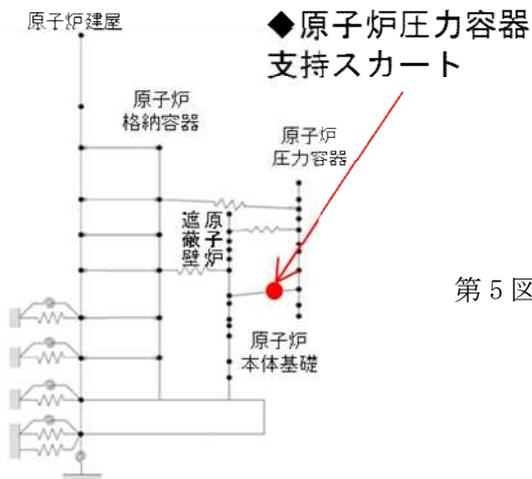 原子炉建屋
◆原子炉圧力容器
支持スカート
原子炉
格納容器
原子炉
圧力容器
原子炉
遮蔽壁
第5図
原子炉
本体基礎